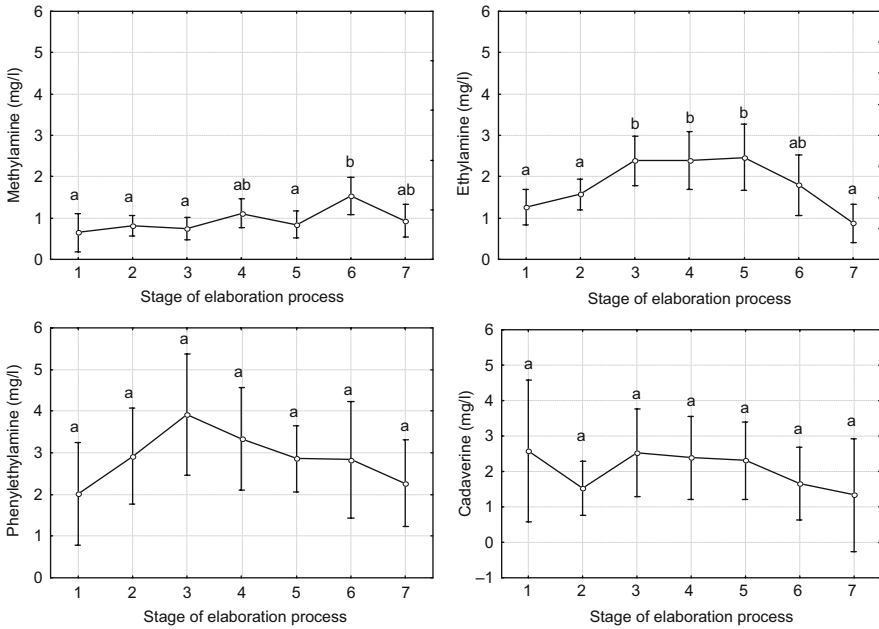 Methylamine (mg/l)
6
5
4
3
2
1
0
a
a
a
ab
a
b
ab
1 2 3 4 5 6 7
Stage of elaboration process
Ethylamine (mg/l)
6
5
4
3
2
1
0
a
a
b
b
b
ab
a
1 2 3 4 5 6 7
Stage of elaboration process
Phenylethylamine (mg/l)
6
5
4
3
2
1
0
a
a
a
a
a
a
a
1 2 3 4 5 6 7
Stage of elaboration process
Cadaverine (mg/l)
6
5
4
3
2
1
0
–1
a
a
a
a
a
a
a
1 2 3 4 5 6 7
Stage of elaboration process